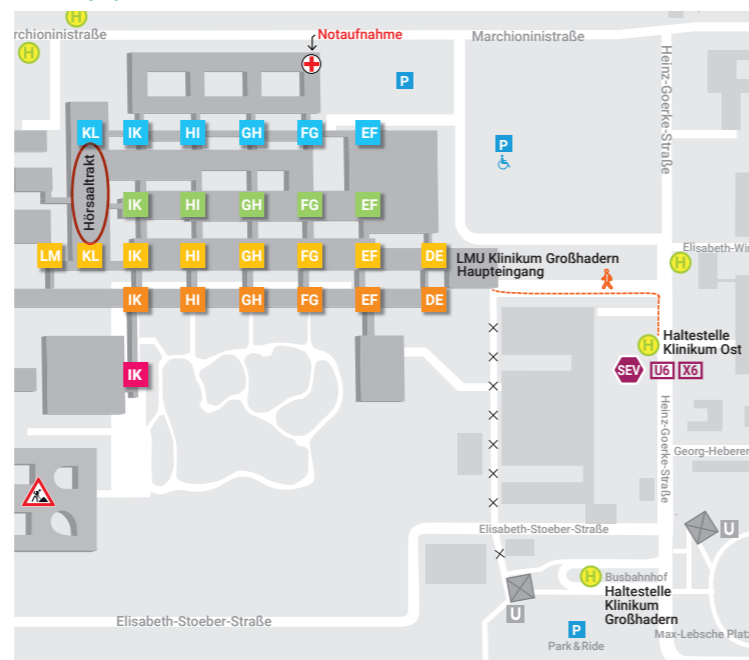 H
rchioninistraße
Notaufnahme
Marchioninistraße
H
P
Heinz-Goerke-Straße
KL IK HI GH FG EF
P
Hörsaaltrakt
IK HI GH FG EF
LM KL IK HI GH FG EF DE
LMU Klinikum Großhadern
Haupteingang
Elisabeth-Win
H
IK HI GH FG EF DE
H
Haltestelle
Klinikum Ost
SEV U6 X6
IK
Heinz-Goerke-Straße
Georg-Heberer
Elisabeth-Stoeber-Straße
U
H
Busbahnhof
Haltestelle
Klinikum
Großhadern
U
P
Park&Ride
Elisabeth-Stoeber-Straße
Max-Lebsche Platz